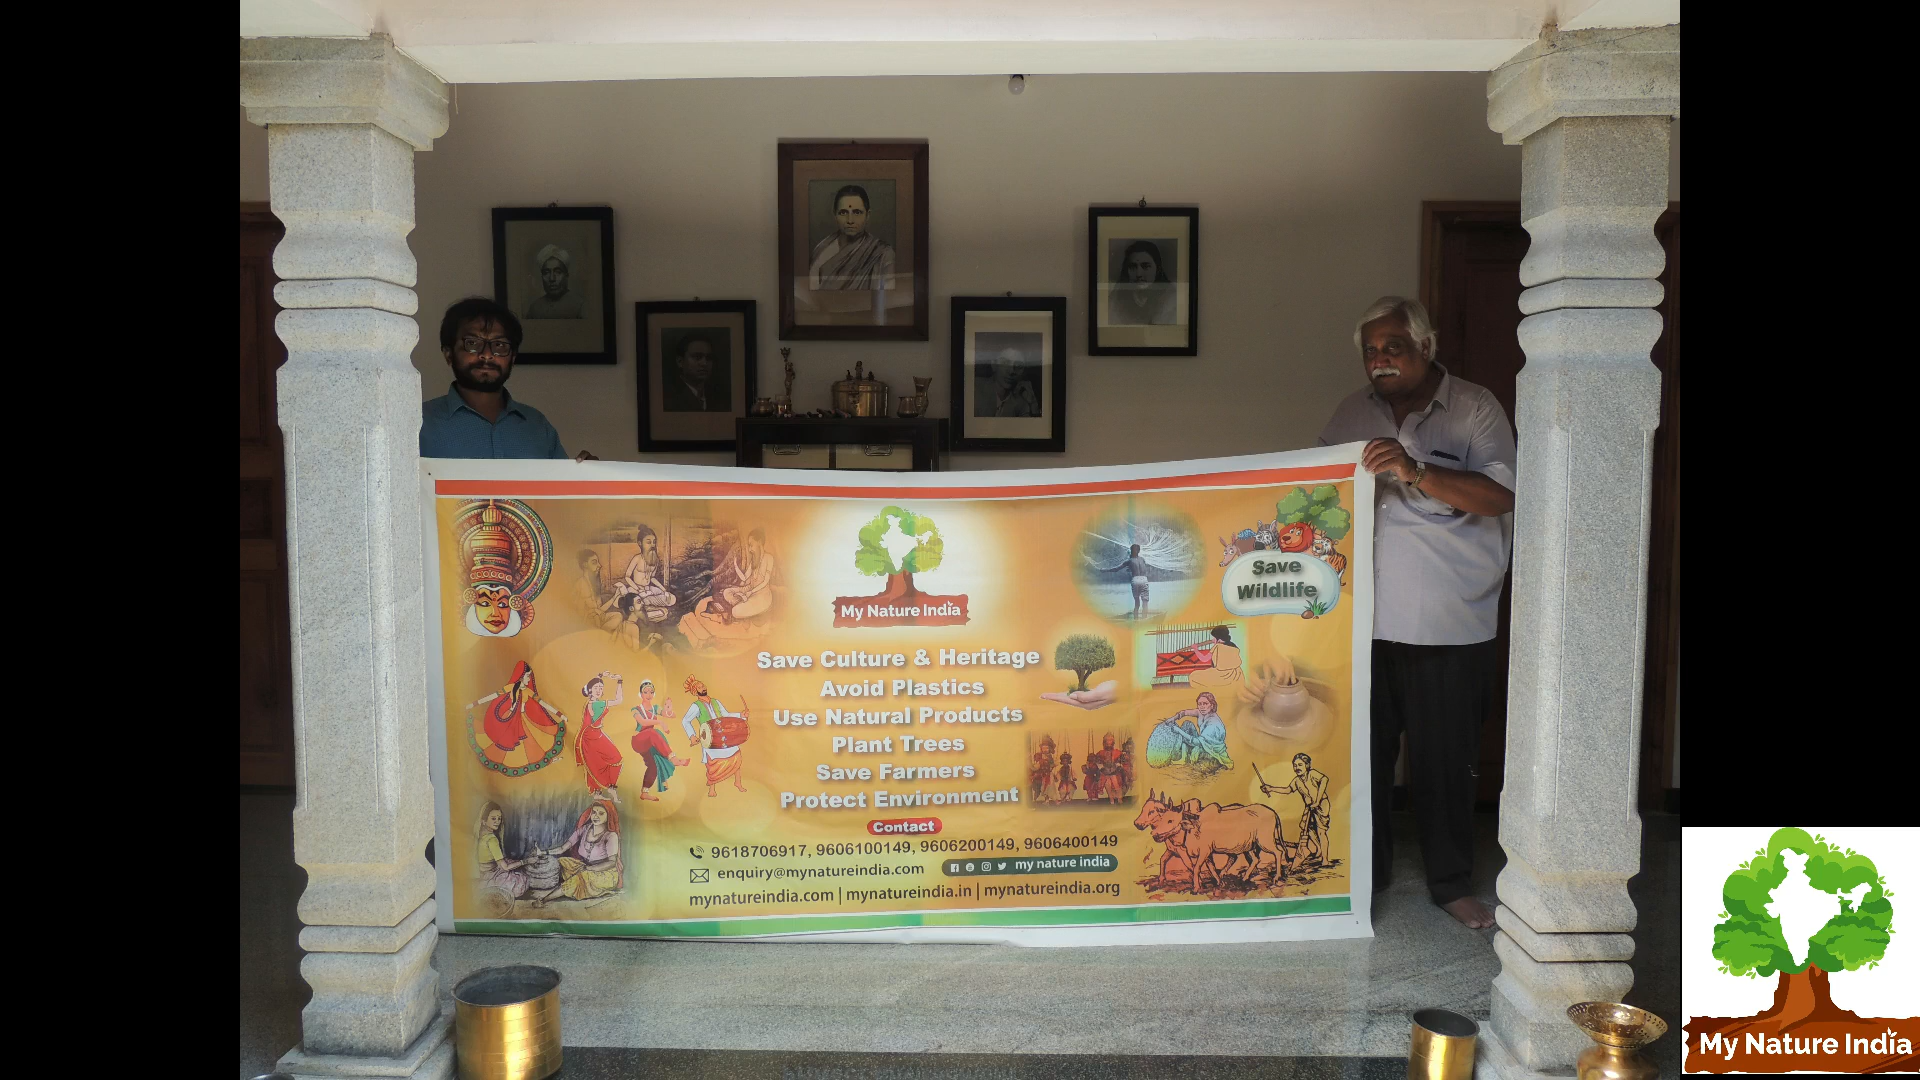 My Nature India
Save
Wildlife
Save Culture & Heritage
Avoid Plastics
Use Natural Products
Plant Trees
Save Farmers
Protect Environment
Contact
9618706917, 9606100149, 9606200149, 9606400149
enquiry@mynatureindia.com
my nature india
mynatureindia.com | mynatureindia.in | mynatureindia.org
My Nature India